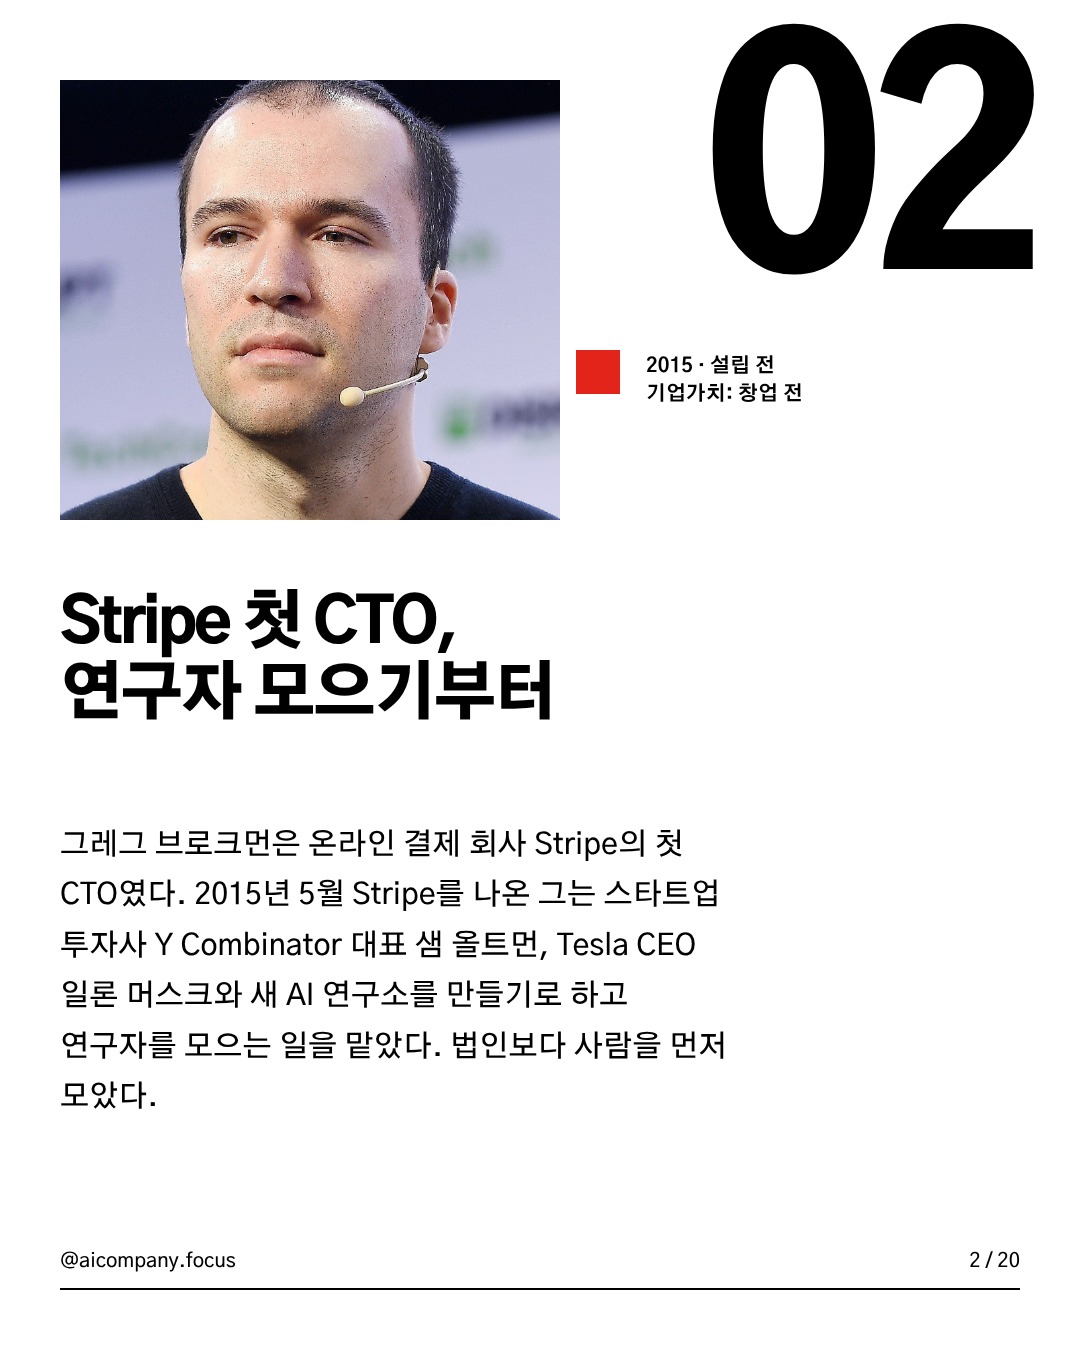 02
2015 · 설립 전
기업가치: 창업 전
Stripe 첫 CTO,
연구자 모으기부터
그레그 브로크먼은 온라인 결제 회사 Stripe의 첫
CTO였다. 2015년 5월 Stripe를 나온 그는 스타트업
투자사 Y Combinator 대표 샘 올트먼, Tesla CEO
일론 머스크와 새 AI 연구소를 만들기로 하고
연구자를 모으는 일을 맡았다. 법인보다 사람을 먼저
모았다.
@aicompany.focus
2 / 20